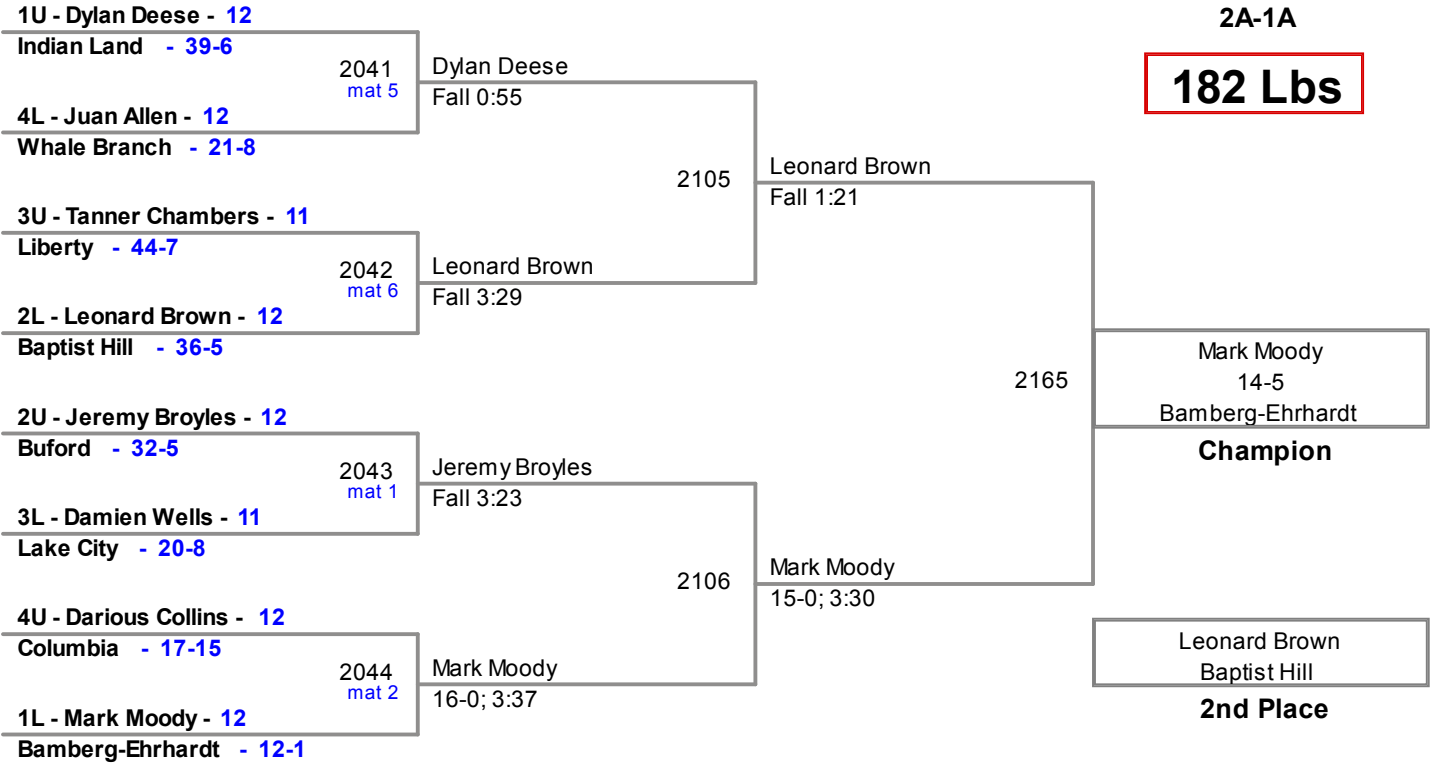 1U - Dylan Deese - 12
Indian Land - 39-6
2041
mat 5
4L - Juan Allen - 12
Whale Branch - 21-8
Dylan Deese
Fall 0:55
3U - Tanner Chambers - 11
Liberty - 44-7
2042
mat 6
2L - Leonard Brown - 12
Baptist Hill - 36-5
Leonard Brown
Fall 3:29
2105
Leonard Brown
Fall 1:21
2U - Jeremy Broyles - 12
Buford - 32-5
2043
mat 1
3L - Damien Wells - 11
Lake City - 20-8
Jeremy Broyles
Fall 3:23
4U - Darious Collins - 12
Columbia - 17-15
2044
mat 2
1L - Mark Moody - 12
Bamberg-Ehrhardt - 12-1
Mark Moody
16-0; 3:37
2106
Mark Moody
15-0; 3:30
2165
2A-1A
182 Lbs
Mark Moody
14-5
Bamberg-Ehrhardt
Champion
Leonard Brown
Baptist Hill
2nd Place